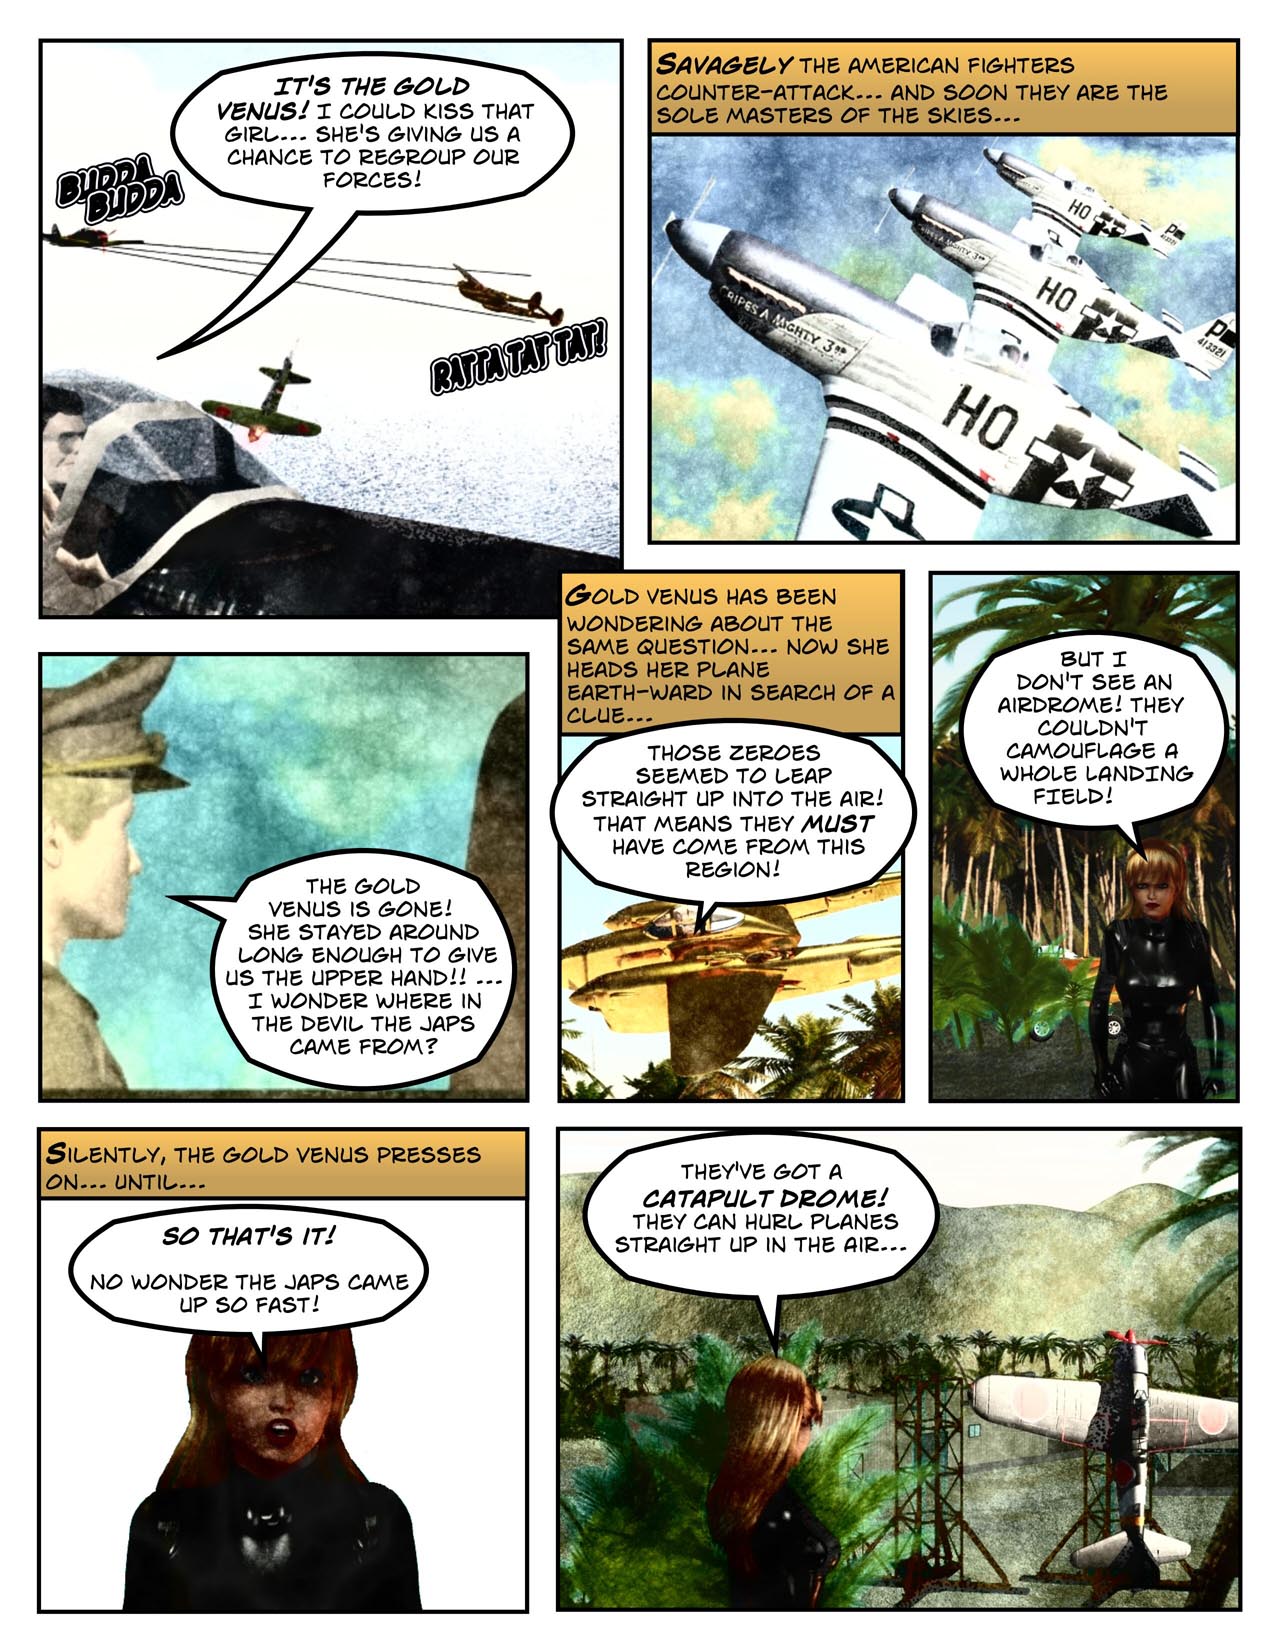 IT'S THE GOLD
VENUS! I COULD KISS THAT
GIRL... SHE'S GIVING US A
CHANCE TO REGROUP OUR
FORCES!
BUDDA
BUDDA
RATTA TAT TAT!
SAVAGELY THE AMERICAN FIGHTERS
COUNTER-ATTACK... AND SOON THEY ARE THE
SOLE MASTERS OF THE SKIES...
HO
P
413321
CRIPES A MIGHTY 3RD
HO
P
413321
CRIPES A MIGHTY 3RD
HO
THE GOLD
VENUS IS GONE!
SHE STAYED AROUND
LONG ENOUGH TO GIVE
US THE UPPER HAND!! ...
I WONDER WHERE IN
THE DEVIL THE JAPS
CAME FROM?
GOLD VENUS HAS BEEN
WONDERING ABOUT THE
SAME QUESTION... NOW SHE
HEADS HER PLANE
EARTH-WARD IN SEARCH OF A
CLUE...
THOSE ZEROES
SEEMED TO LEAP
STRAIGHT UP INTO THE AIR!
THAT MEANS THEY MUST
HAVE COME FROM THIS
REGION!
BUT I
DON'T SEE AN
AIRDROME! THEY
COULDN'T
CAMOUFLAGE A
WHOLE LANDING
FIELD!
SILENTLY, THE GOLD VENUS PRESSES
ON... UNTIL...
SO THAT'S IT!
NO WONDER THE JAPS CAME
UP SO FAST!
THEY'VE GOT A
CATAPULT DROME!
THEY CAN HURL PLANES
STRAIGHT UP IN THE AIR...